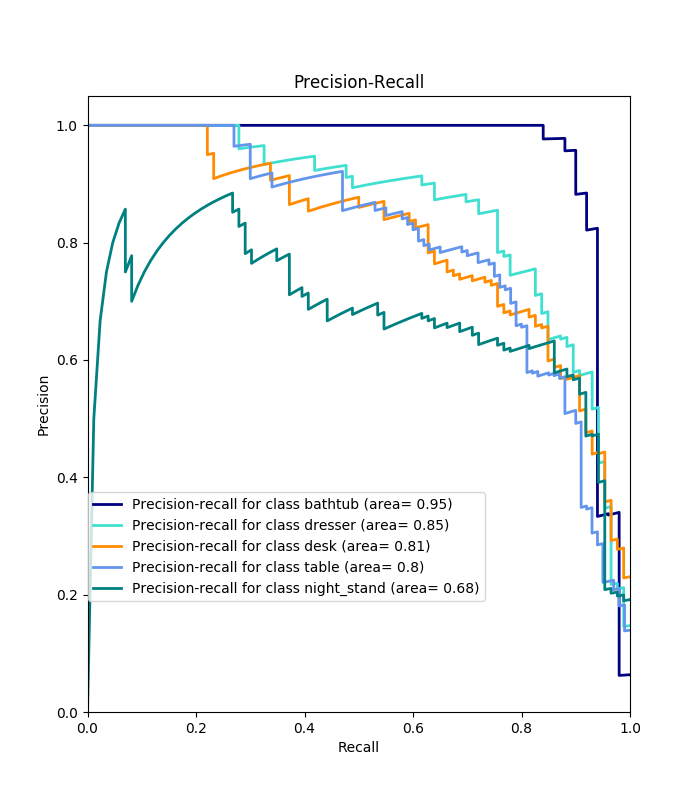 Precision-Recall
1.0
0.8
0.6
0.4
0.2
0.0
Precision
Precision-recall for class bathtub (area= 0.95)
Precision-recall for class dresser (area= 0.85)
Precision-recall for class desk (area= 0.81)
Precision-recall for class table (area= 0.8)
Precision-recall for class night_stand (area= 0.68)
0.0 0.2 0.4 0.6 0.8 1.0
Recall